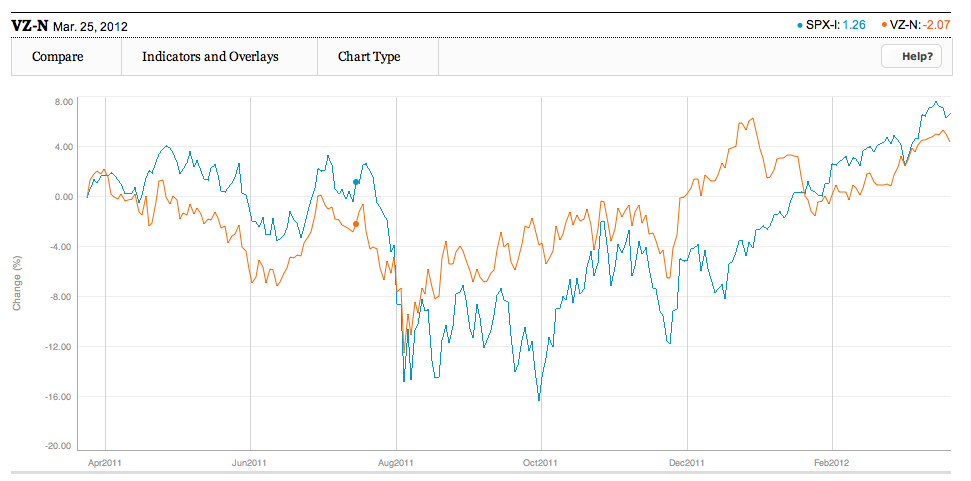 VZ-N Mar. 25, 2012
SPX-I: 1.26 VZ-N: -2.07
Compare Indicators and Overlays Chart Type Help?
8.00
4.00
0.00
-4.00
-8.00
-12.00
-16.00
-20.00
Change (%)
Apr2011 Jun2011 Aug2011 Oct2011 Dec2011 Feb2012